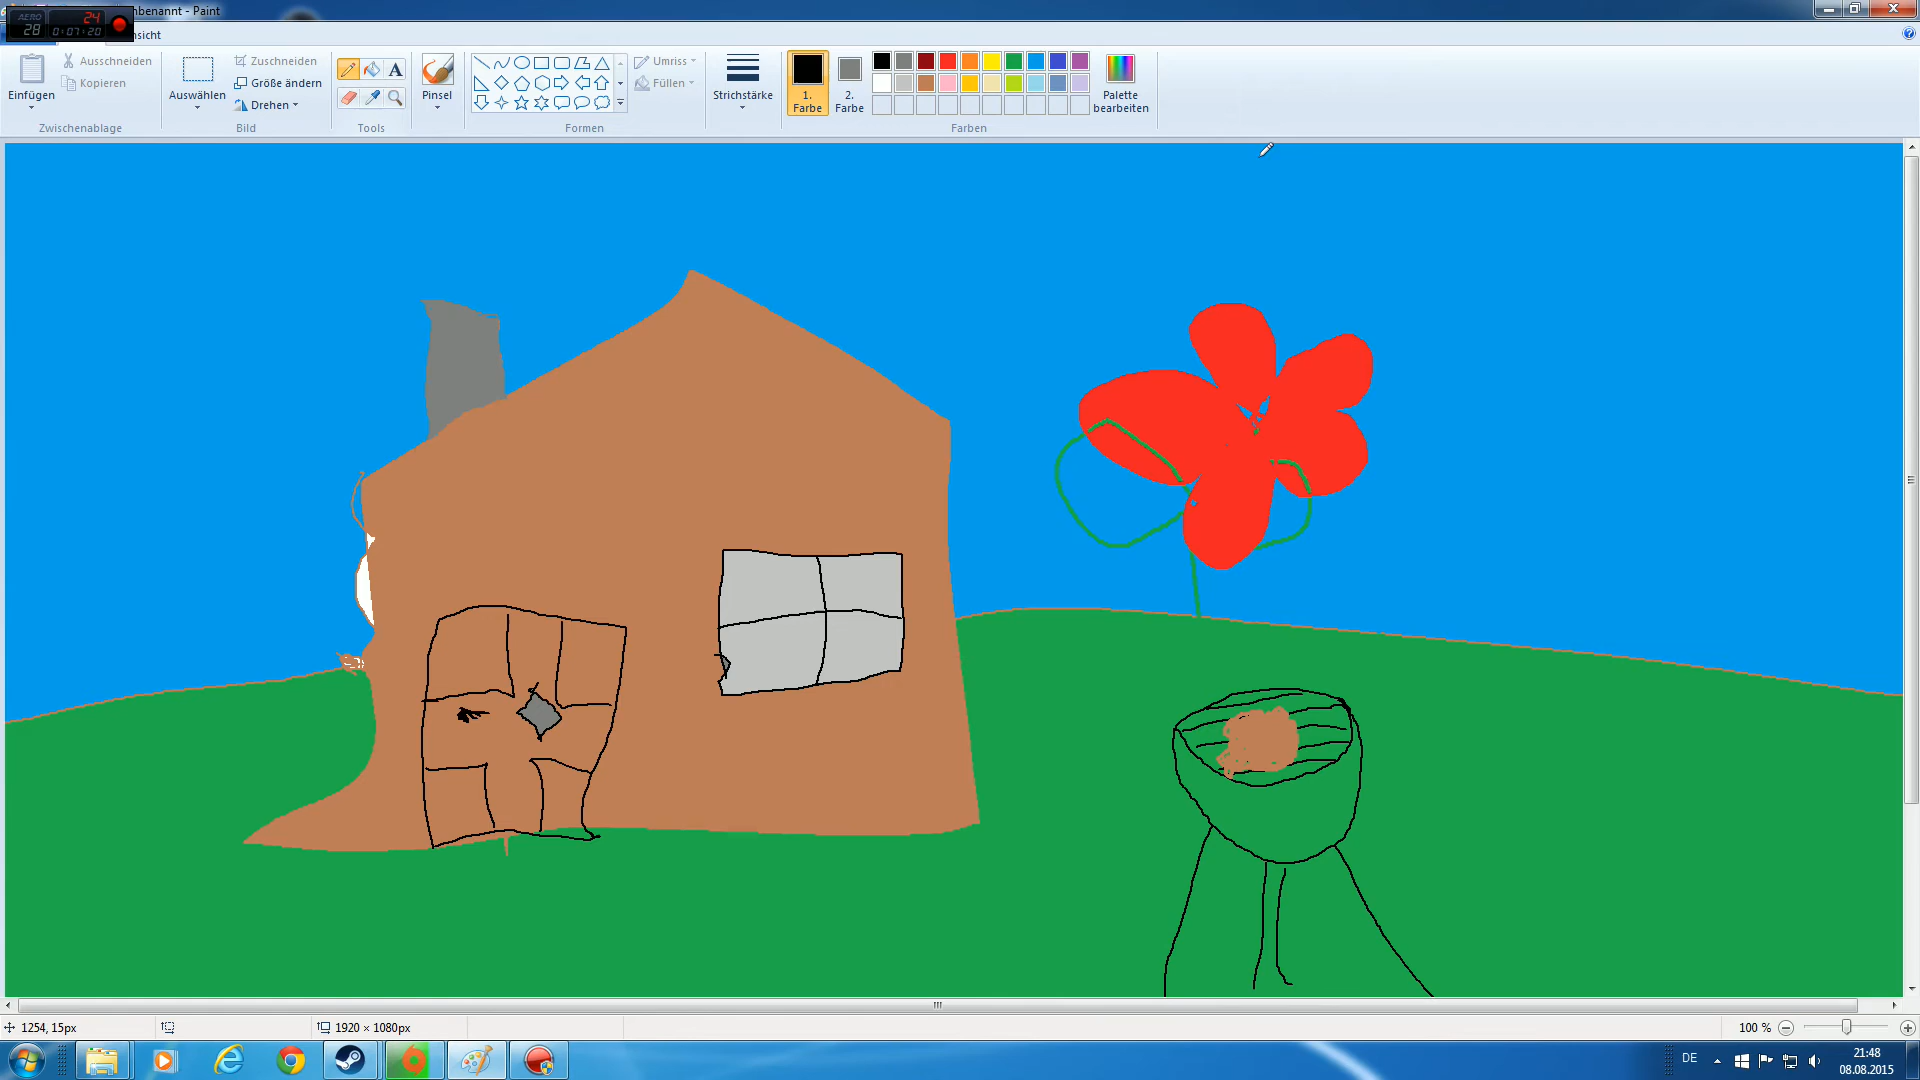 AERO
28
24
0:07:20
nbenannt - Paint
nsicht
Einfügen
Ausschneiden
Kopieren
Zwischenablage
Auswählen
Zuschneiden
Größe ändern
Drehen
Bild
A
Tools
Pinsel
Umriss
Füllen
Formen
Strichstärke
1.
Farbe
2.
Farbe
Palette
bearbeiten
Farben
1254, 15px
1920 × 1080px
100 %
DE
21:48
08.08.2015